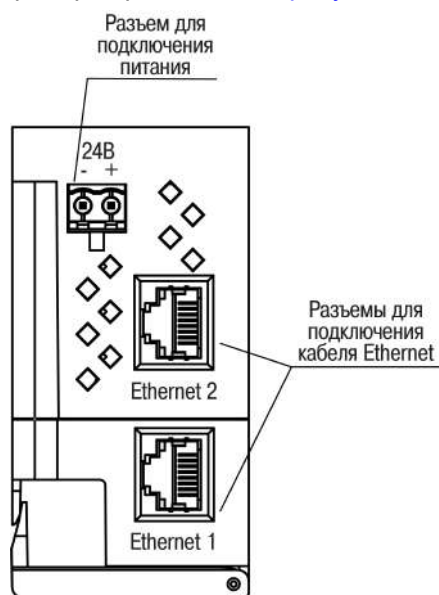 Разъем для
подключения
питания
24В
- +
Разъемы для
подключения
кабеля Ethernet
Ethernet 2
Ethernet 1